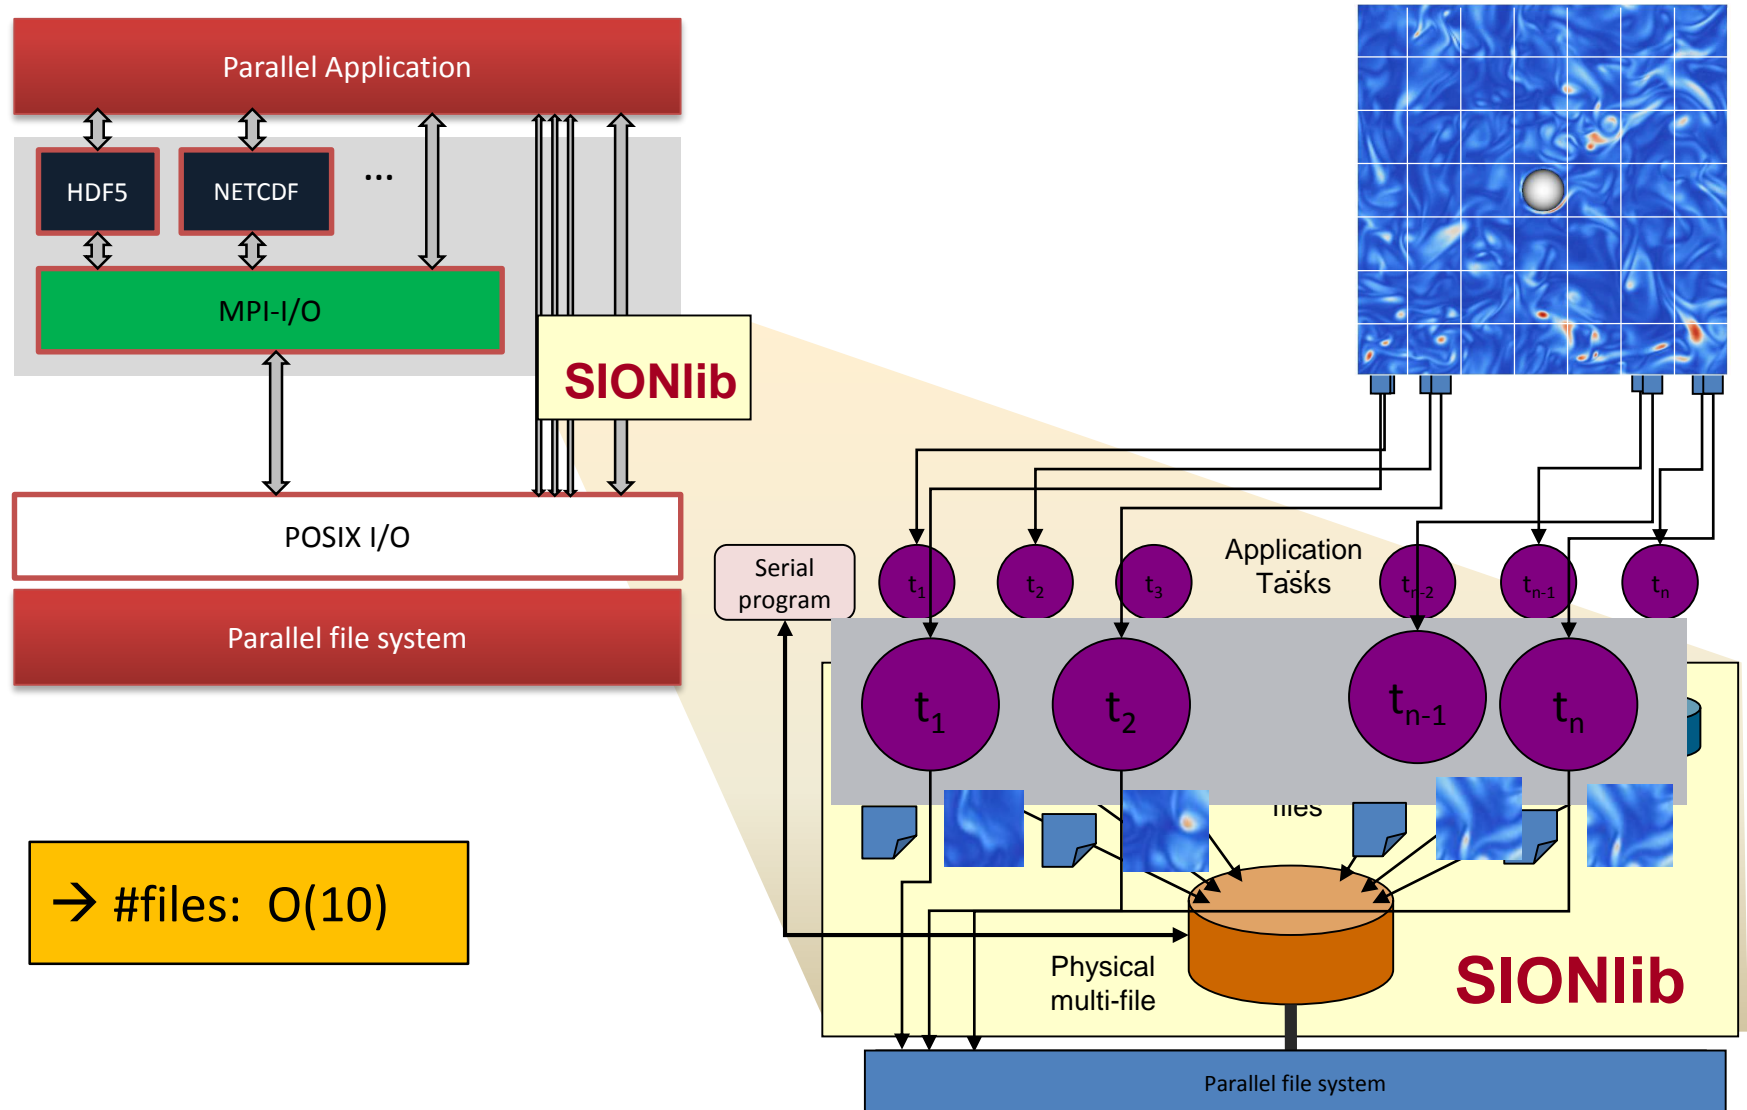 Parallel Application
HDF5
NETCDF
...
MPI-I/O
SIONlib
POSIX I/O
Parallel file system
→ #files: O(10)
Serial
program
Application
Tasks
t1
t2
t3
tn-2
tn-1
tn
t1
t2
tn-1
tn
files
Physical
multi-file
SIONlib
Parallel file system